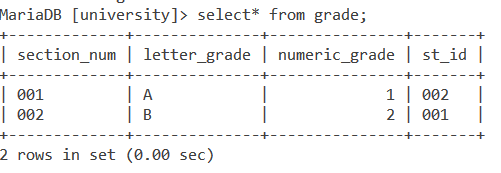 MariaDB [university]> select* from grade;
+-------------+--------------+---------------+-------+
| section_num | letter_grade | numeric_grade | st_id |
+-------------+--------------+---------------+-------+
| 001         | A            |             1 | 002   |
| 002         | B            |             2 | 001   |
+-------------+--------------+---------------+-------+
2 rows in set (0.00 sec)